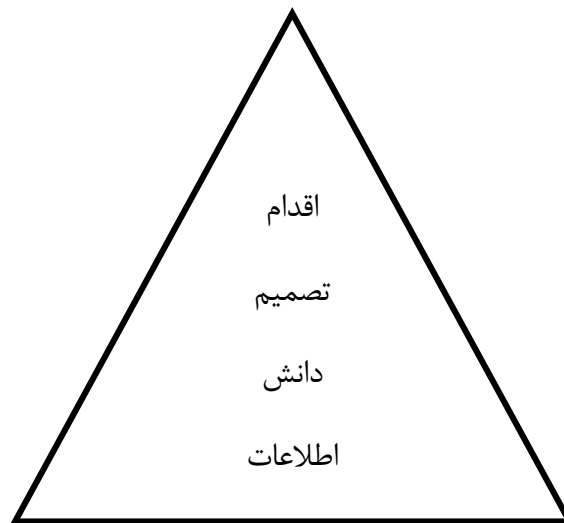 اقدام
تصمیم
دانش
اطلاعات